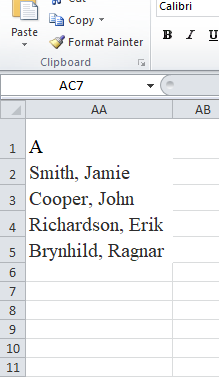 Calibri
Copy
Paste
Format Painter
B I U
Clipboard
AC7
AA AB
1 A
2 Smith, Jamie
3 Cooper, John
4 Richardson, Erik
5 Brynhild, Ragnar
6
7
8
9
10
11